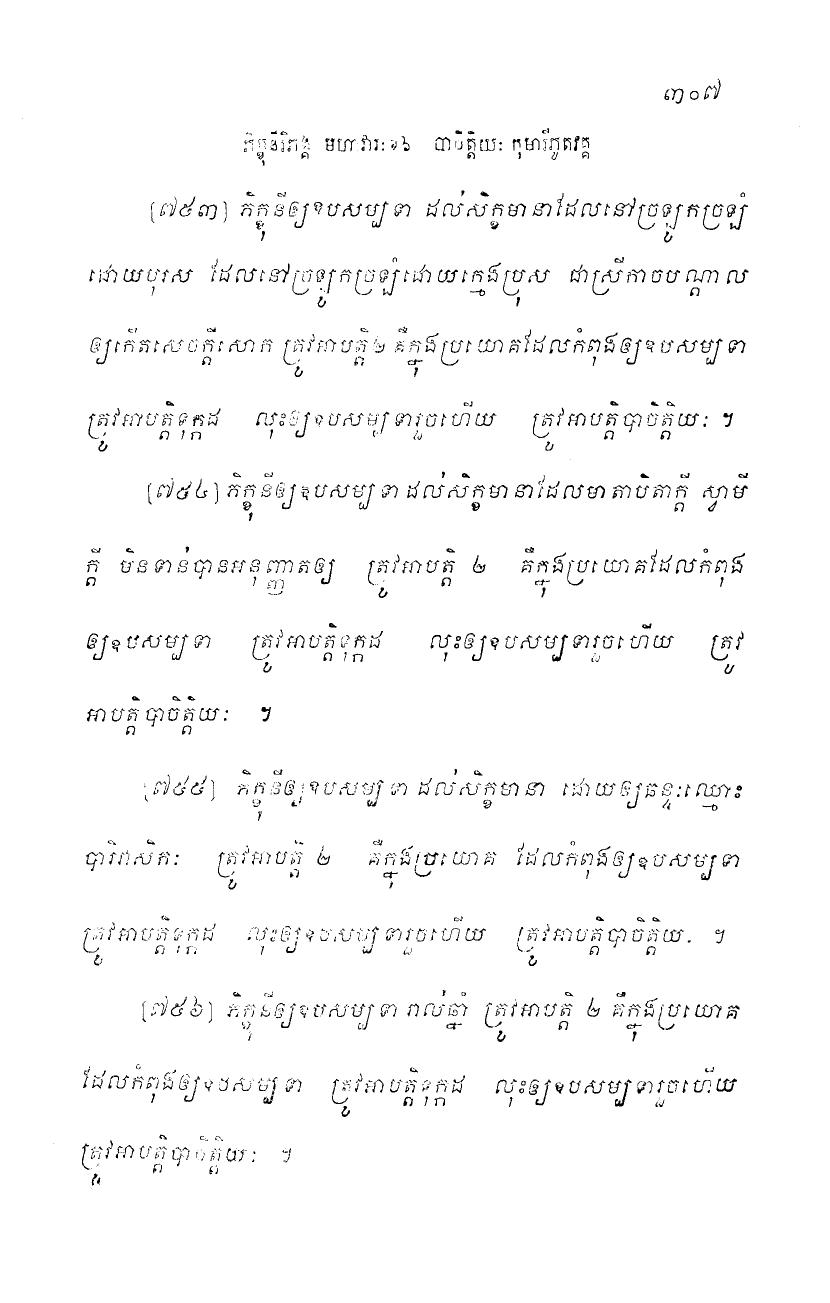 ៣០៧
ភិក្ខុនីវិភង្គ មហាវារៈ១៦ បាចិត្តិយៈ កុមារីភូតវគ្គ
[៧៥៣] ភិក្ខុនីឲ្យឧបសម្បទា ដល់សិក្ខមានាដែលនៅច្រឡូកច្រឡំ
ដោយបុរស ដែលនៅច្រឡូកច្រឡំដោយក្មេងប្រុស ជាស្រីកាចបណ្តាល
ឲ្យកើតសេចក្តីសោក ត្រូវអាបត្តិ២ គឺក្នុងប្រយោគដែលកំពុងឲ្យឧបសម្បទា
ត្រូវអាបត្តិទុក្កដ លុះឲ្យឧបសម្បទារួចហើយ ត្រូវអាបត្តិបាចិត្តិយៈ ។
[៧៥៤] ភិក្ខុនីឲ្យឧបសម្បទា ដល់សិក្ខមានាដែលមាតាបិតាក្តី ស្វាមី
ក្តី មិនទាន់បានអនុញ្ញាតឲ្យ ត្រូវអាបត្តិ ២ គឺក្នុងប្រយោគដែលកំពុង
ឲ្យឧបសម្បទា ត្រូវអាបត្តិទុក្កដ លុះឲ្យឧបសម្បទារួចហើយ ត្រូវ
អាបត្តិបាចិត្តិយៈ ។
[៧៥៥] ភិក្ខុនីឲ្យឧបសម្បទា ដល់សិក្ខមានា ដោយឲ្យឆន្ទៈឈ្មោះ
បារិវាសិកៈ ត្រូវអាបត្តិ ២ គឺក្នុងប្រយោគ ដែលកំពុងឲ្យឧបសម្បទា
ត្រូវអាបត្តិទុក្កដ លុះឲ្យឧបសម្បទារួចហើយ ត្រូវអាបត្តិបាចិត្តិយៈ ។
[៧៥៦] ភិក្ខុនីឲ្យឧបសម្បទា រាល់ឆ្នាំ ត្រូវអាបត្តិ ២ គឺក្នុងប្រយោគ
ដែលកំពុងឲ្យឧបសម្បទា ត្រូវអាបត្តិទុក្កដ លុះឲ្យឧបសម្បទារួចហើយ
ត្រូវអាបត្តិបាចិត្តិយៈ ។